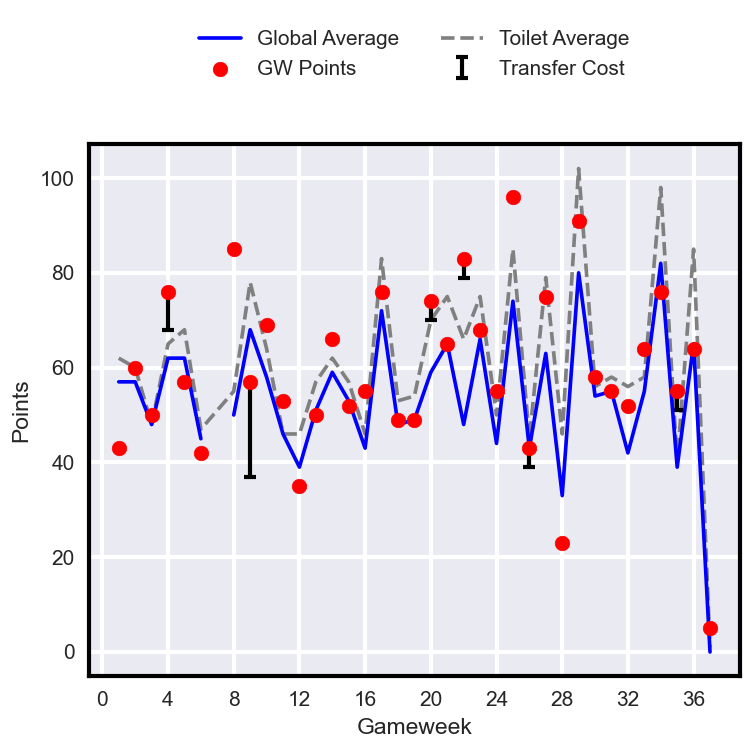 Global Average
Toilet Average
GW Points
Transfer Cost
100
80
60
40
20
0
Points
0 4 8 12 16 20 24 28 32 36
Gameweek